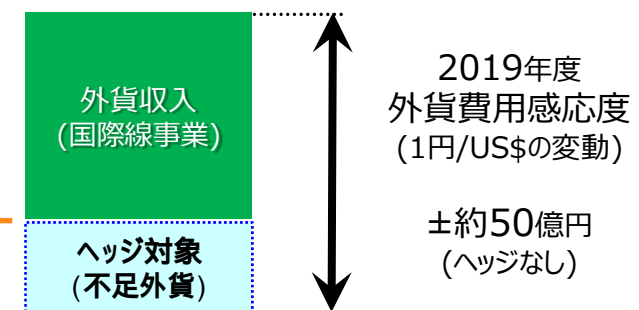 外貨収入
(国際線事業)
ヘッジ対象
(不足外貨)
2019年度
外貨費用感応度
(1円/US$の変動)
±約50億円
(ヘッジなし)